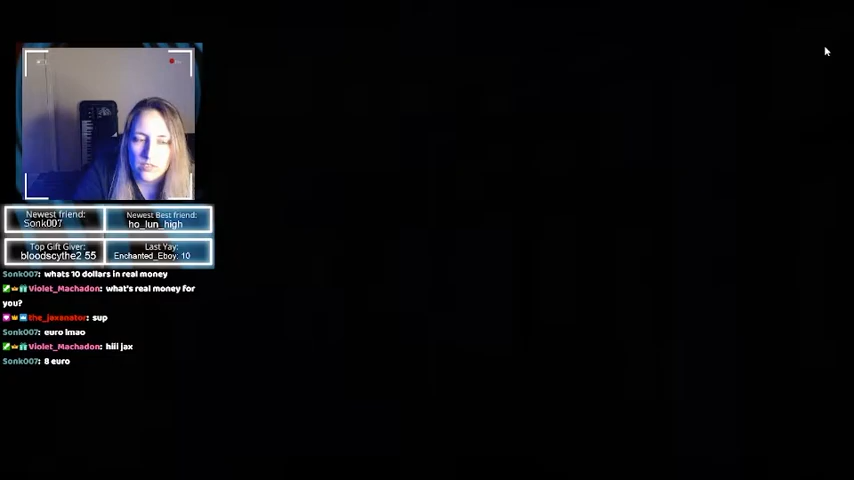 Newest friend:
Sonk007
Newest Best friend:
ho_lun_high
Top Gift Giver:
bloodscythe2 55
Last Yay:
Enchanted_Eboy: 10
Sonk007: whats 10 dollars in real money
Violet_Machadon: what's real money for
you?
the_jaxanator: sup
Sonk007: euro lmao
Violet_Machadon: hiii jax
Sonk007: 8 euro